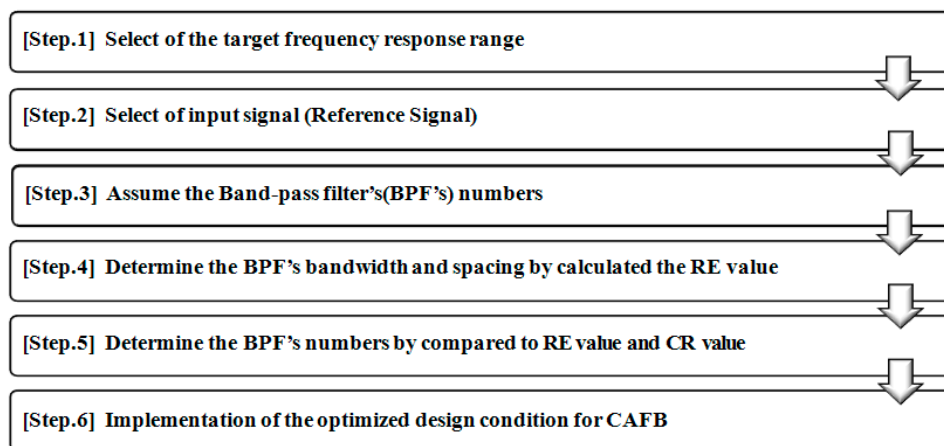 [Step.1] Select of the target frequency response range
[Step.2] Select of input signal (Reference Signal)
[Step.3] Assume the Band-pass filter's(BPF's) numbers
[Step.4] Determine the BPF's bandwidth and spacing by calculated the RE value
[Step.5] Determine the BPF's numbers by compared to RE value and CR value
[Step.6] Implementation of the optimized design condition for CAFB